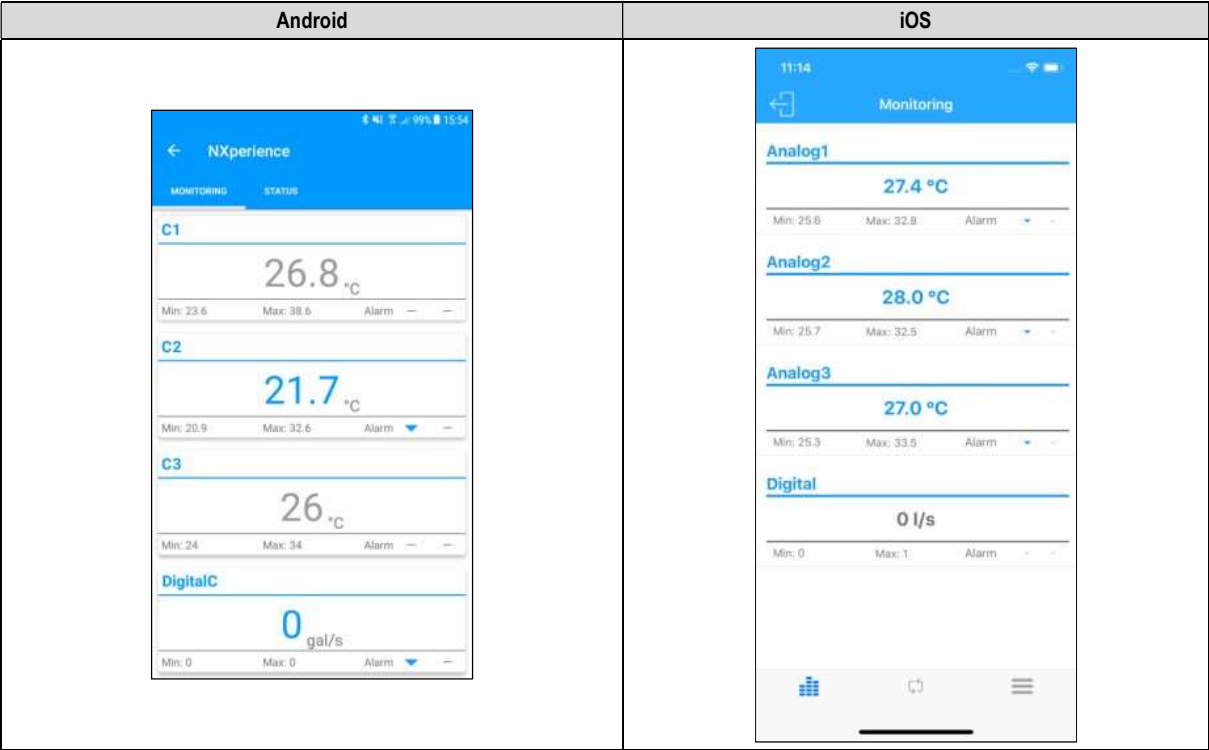 Android
iOS
99% 15:54
NXperience
MONITORING STATUS
C1
26.8 °C
Min: 23.6 Max: 38.6 Alarm — —
C2
21.7 °C
Min: 20.9 Max: 32.6 Alarm —
C3
26 °C
Min: 24 Max: 34 Alarm — —
DigitalC
0 gal/s
Min: 0 Max: 0 Alarm —
11:14
Monitoring
Analog1
27.4 °C
Min: 25.6 Max: 32.8 Alarm -
Analog2
28.0 °C
Min: 25.7 Max: 32.5 Alarm -
Analog3
27.0 °C
Min: 25.3 Max: 33.5 Alarm -
Digital
0 l/s
Min: 0 Max: 1 Alarm - -